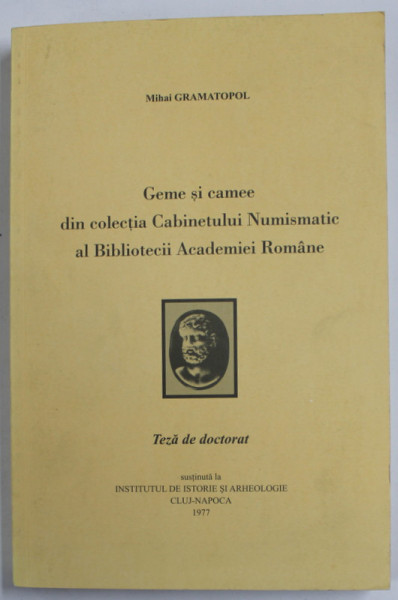 Mihai GRAMATOPOL
Geme și camee
din colecția Cabinetului Numismatic
al Bibliotecii Academiei Române
Teză de doctorat
susținută la
INSTITUTUL DE ISTORIE ȘI ARHEOLOGIE
CLUJ-NAPOCA
1977